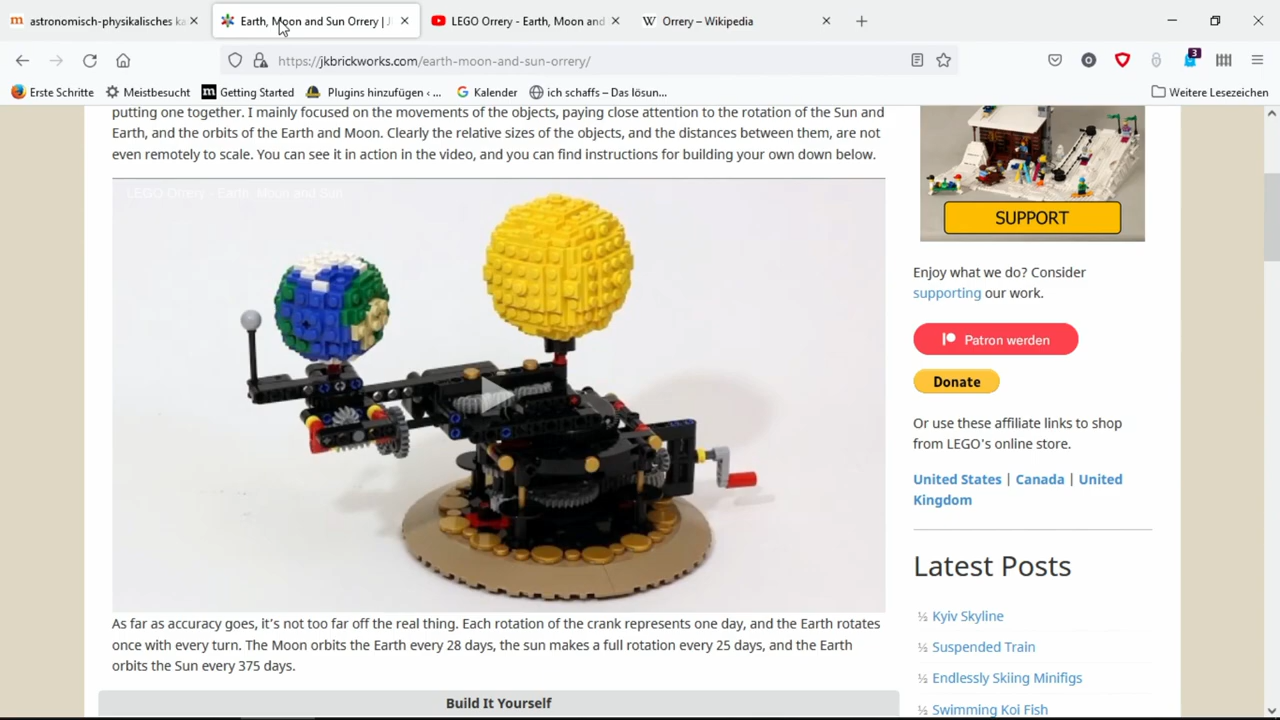 astronomisch-physikalisches ka
Earth, Moon and Sun Orrery | J
LEGO Orrery - Earth, Moon and
W Orrery – Wikipedia
https://jkbrickworks.com/earth-moon-and-sun-orrery/
3
Erste Schritte
Meistbesucht
Getting Started
Plugins hinzufügen ‹ ...
Kalender
ich schaffs – Das lösun...
Weitere Lesezeichen
putting one together. I mainly focused on the movements of the objects, paying close attention to the rotation of the Sun and
Earth, and the orbits of the Earth and Moon. Clearly the relative sizes of the objects, and the distances between them, are not
even remotely to scale. You can see it in action in the video, and you can find instructions for building your own down below.
LEGO Orrery - Earth, Moon and Sun
As far as accuracy goes, it's not too far off the real thing. Each rotation of the crank represents one day, and the Earth rotates
once with every turn. The Moon orbits the Earth every 28 days, the sun makes a full rotation every 25 days, and the Earth
orbits the Sun every 375 days.
Build It Yourself
SUPPORT
Enjoy what we do? Consider
supporting our work.
Patron werden
Donate
Or use these affiliate links to shop
from LEGO's online store.
United States | Canada | United
Kingdom
Latest Posts
½ Kyiv Skyline
½ Suspended Train
½ Endlessly Skiing Minifigs
½ Swimming Koi Fish